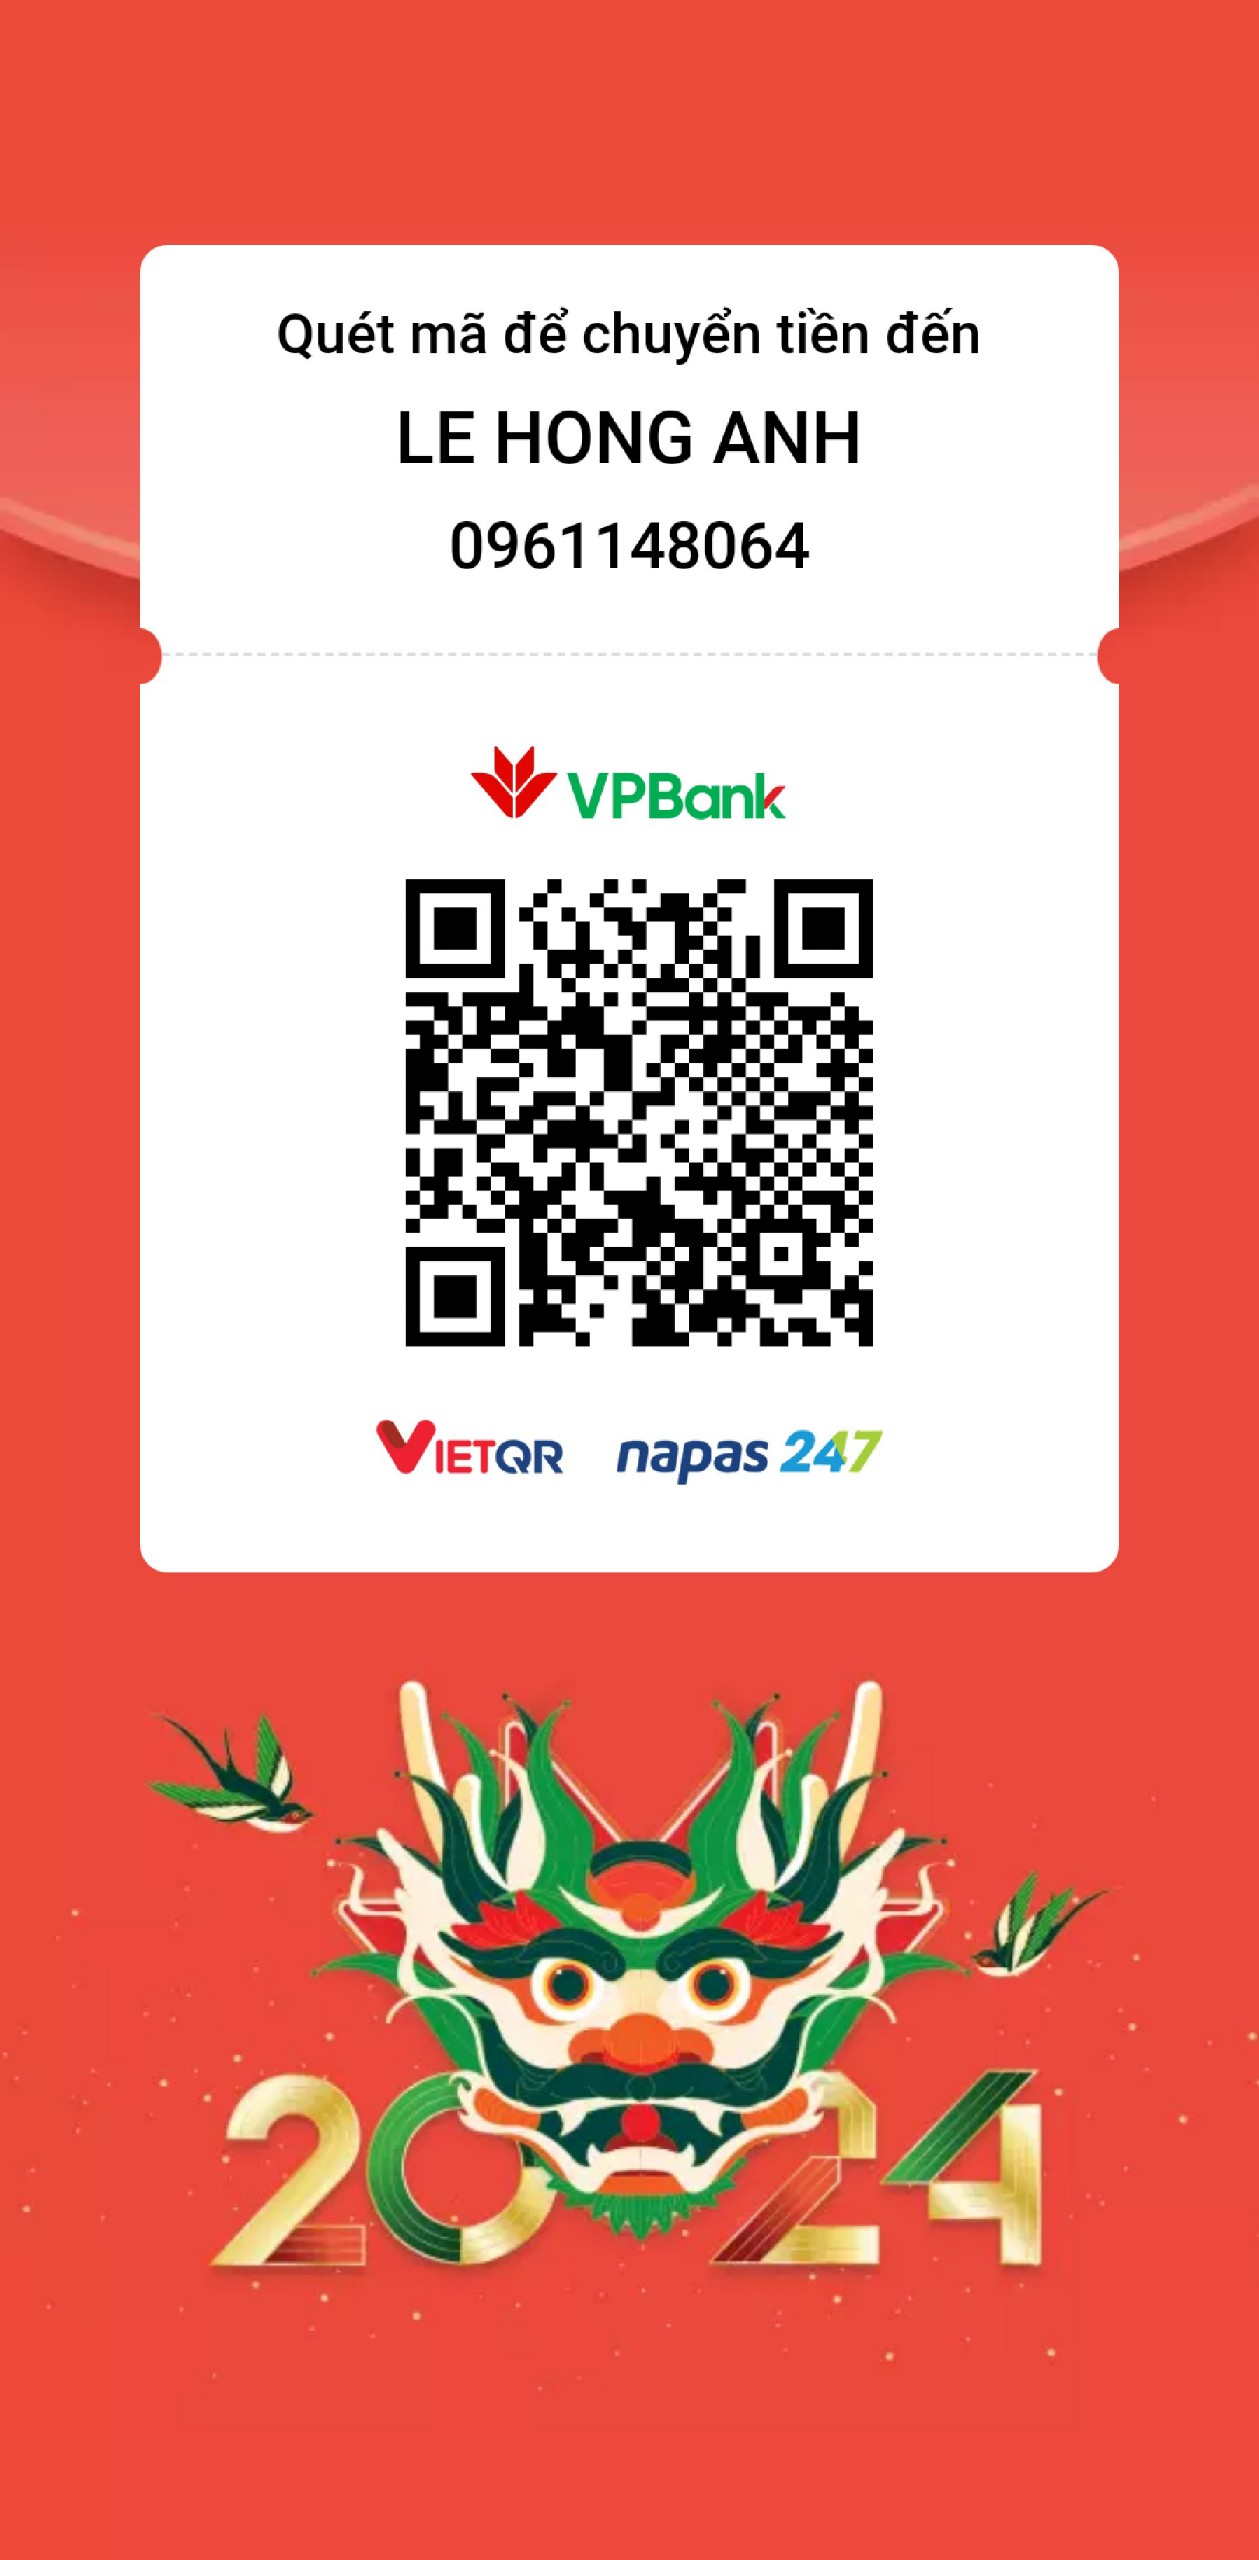 Quét mã để chuyển tiền đến
LE HONG ANH
0961148064
VPBank
VIETQR napas 247
2024